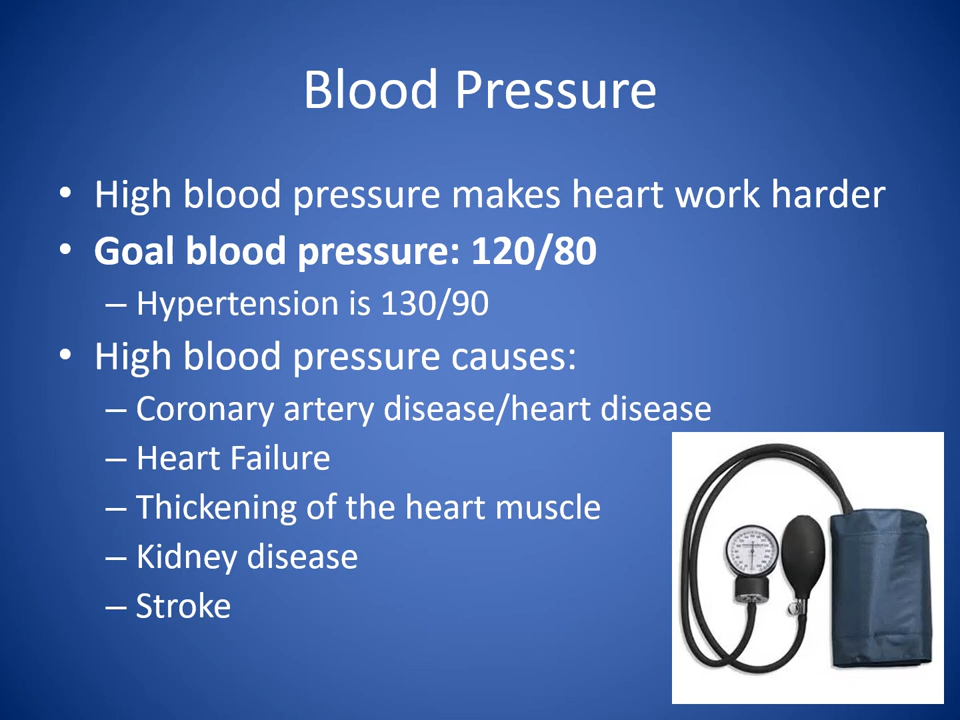 Blood Pressure
• High blood pressure makes heart work harder
• Goal blood pressure: 120/80
– Hypertension is 130/90
• High blood pressure causes:
– Coronary artery disease/heart disease
– Heart Failure
– Thickening of the heart muscle
– Kidney disease
– Stroke